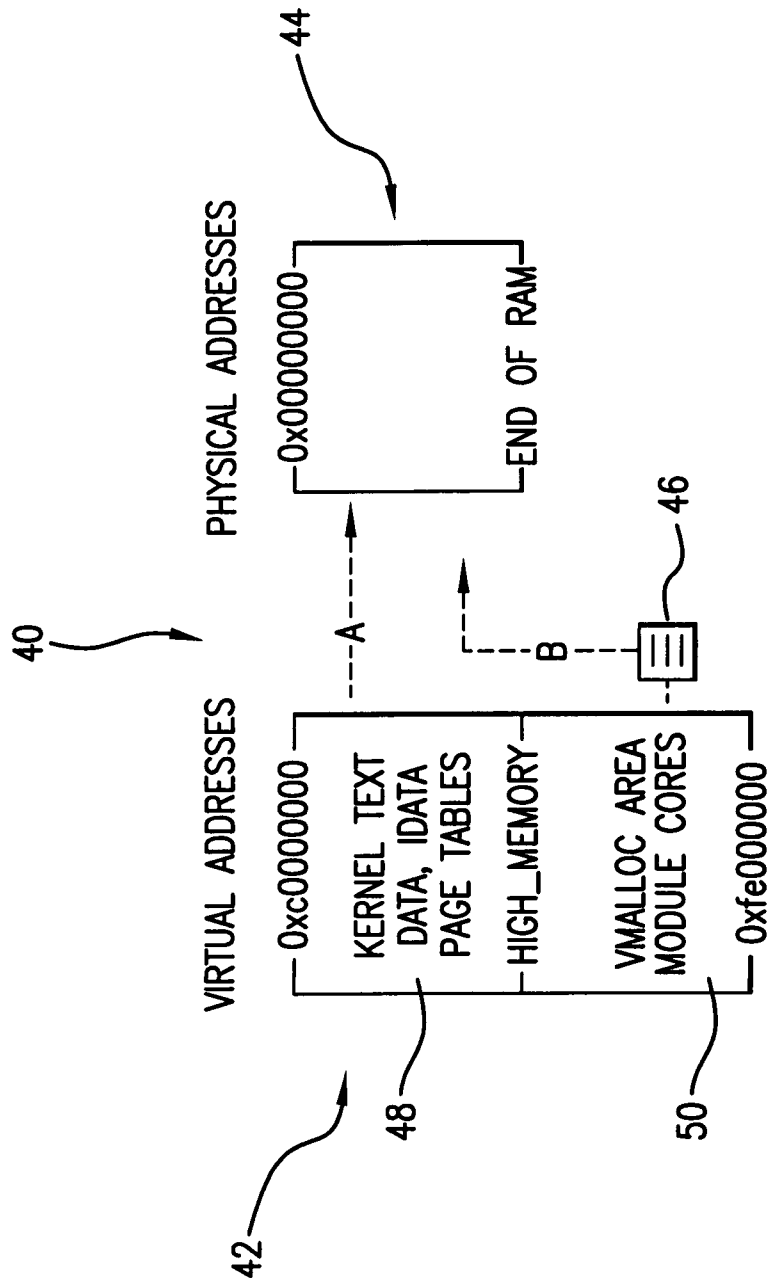 40
VIRTUAL ADDRESSES
PHYSICAL ADDRESSES
42
44
0xc0000000
0x00000000
KERNEL TEXT
DATA, IDATA
PAGE TABLES
48
A
HIGH_MEMORY
END OF RAM
B
VMALLOC AREA
MODULE CORES
50
46
0xfe000000